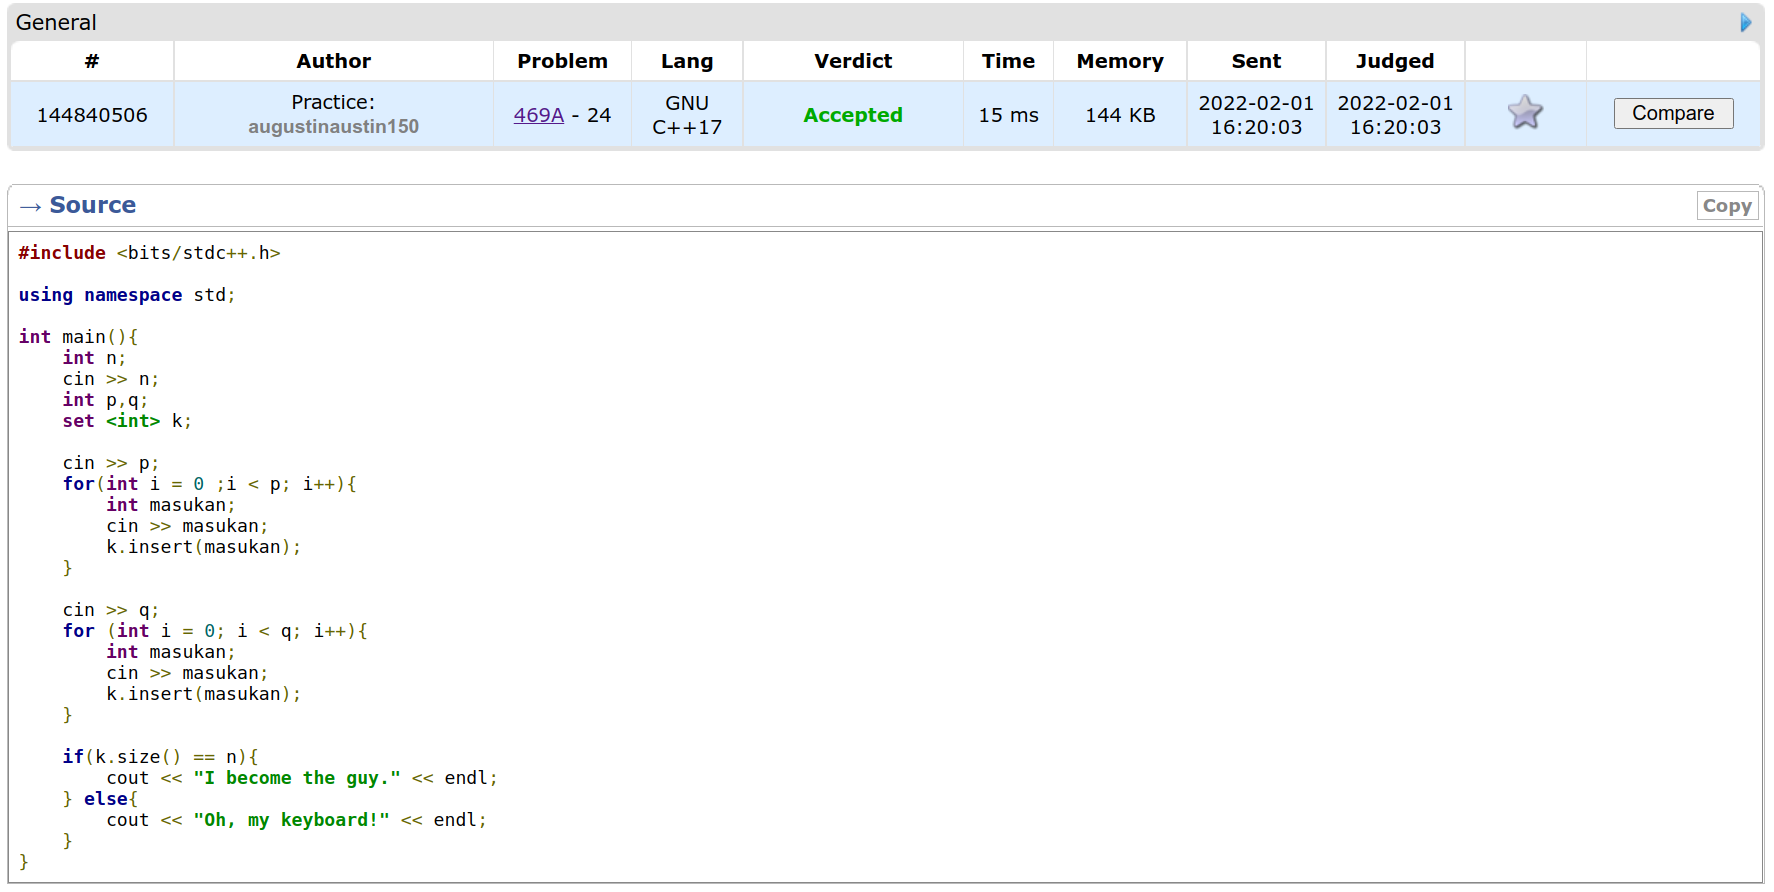 General
# Author Problem Lang Verdict Time Memory Sent Judged
144840506 Practice: augustinaustin150 469A - 24 GNU C++17 Accepted 15 ms 144 KB 2022-02-01 16:20:03 2022-02-01 16:20:03 Compare
→ Source Copy
#include <bits/stdc++.h>
using namespace std;
int main(){
    int n;
    cin >> n;
    int p,q;
    set <int> k;
    cin >> p;
    for(int i = 0 ;i < p; i++){
        int masukan;
        cin >> masukan;
        k.insert(masukan);
    }
    cin >> q;
    for (int i = 0; i < q; i++){
        int masukan;
        cin >> masukan;
        k.insert(masukan);
    }
    if(k.size() == n){
        cout << "I become the guy." << endl;
    } else{
        cout << "Oh, my keyboard!" << endl;
    }
}